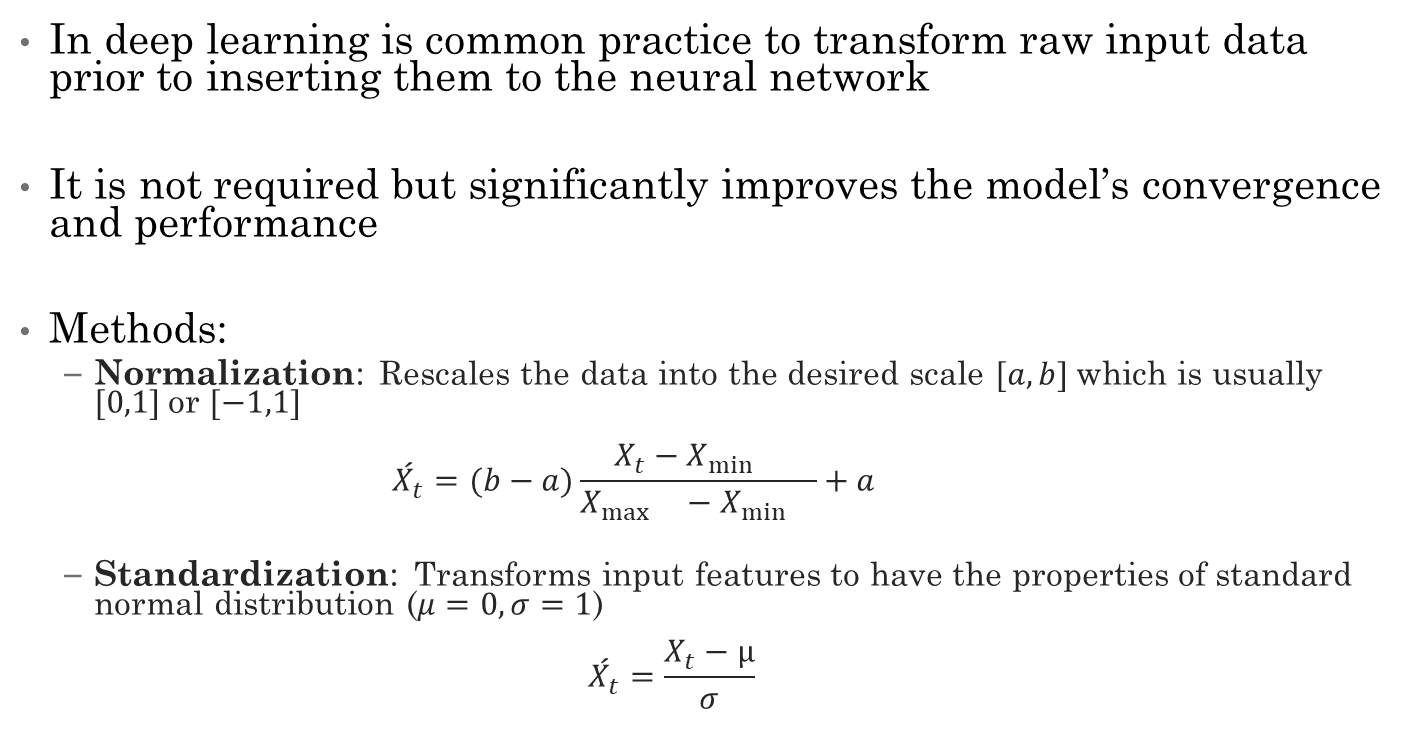 • In deep learning is common practice to transform raw input data
prior to inserting them to the neural network
• It is not required but significantly improves the model’s convergence
and performance
• Methods:
– Normalization: Rescales the data into the desired scale [a, b] which is usually
[0,1] or [−1,1]
X́ₜ = (b − a) (Xₜ − Xmin) / (Xmax − Xmin) + a
– Standardization: Transforms input features to have the properties of standard
normal distribution (μ = 0, σ = 1)
X́ₜ = (Xₜ − μ) / σ